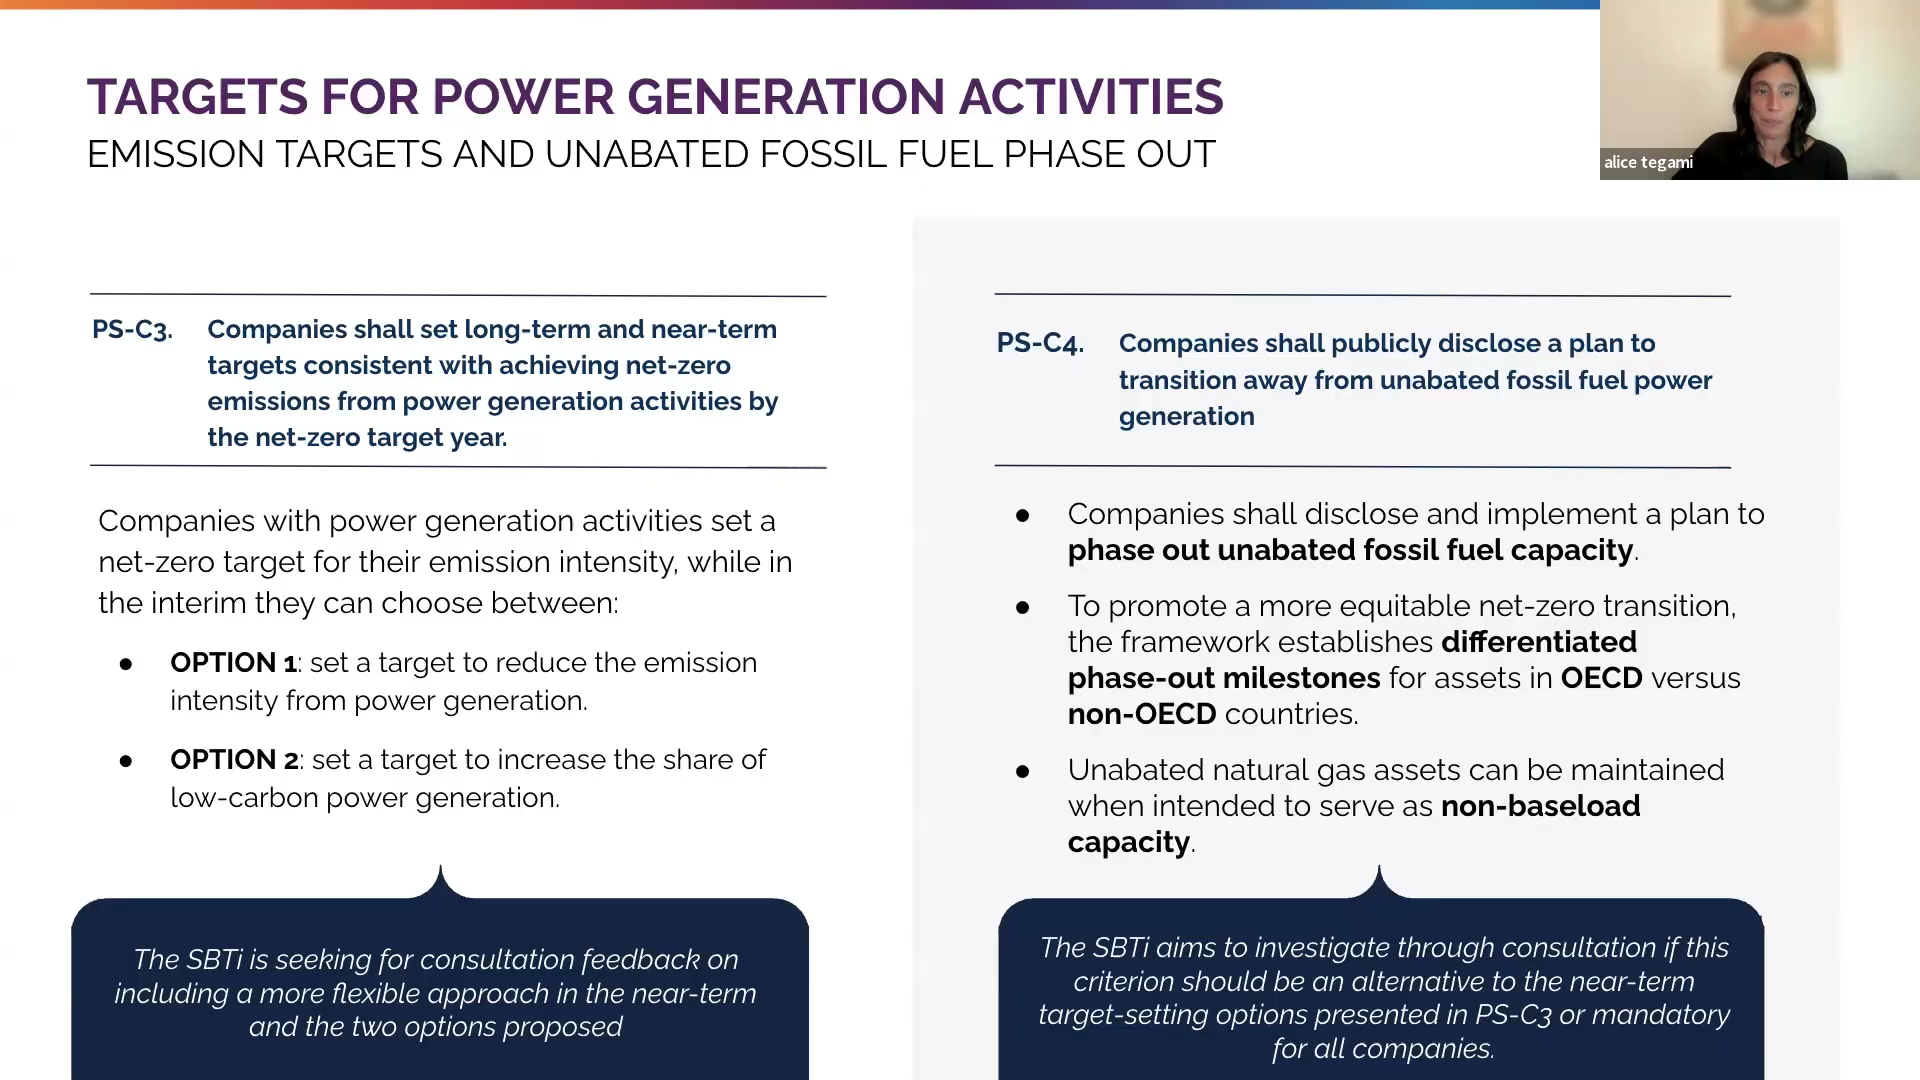 TARGETS FOR POWER GENERATION ACTIVITIES
EMISSION TARGETS AND UNABATED FOSSIL FUEL PHASE OUT
alice tegami
PS-C3. Companies shall set long-term and near-term
targets consistent with achieving net-zero
emissions from power generation activities by
the net-zero target year.
Companies with power generation activities set a
net-zero target for their emission intensity, while in
the interim they can choose between:
● OPTION 1: set a target to reduce the emission
intensity from power generation.
● OPTION 2: set a target to increase the share of
low-carbon power generation.
The SBTi is seeking for consultation feedback on
including a more flexible approach in the near-term
and the two options proposed
PS-C4. Companies shall publicly disclose a plan to
transition away from unabated fossil fuel power
generation
● Companies shall disclose and implement a plan to
phase out unabated fossil fuel capacity.
● To promote a more equitable net-zero transition,
the framework establishes differentiated
phase-out milestones for assets in OECD versus
non-OECD countries.
● Unabated natural gas assets can be maintained
when intended to serve as non-baseload
capacity.
The SBTi aims to investigate through consultation if this
criterion should be an alternative to the near-term
target-setting options presented in PS-C3 or mandatory
for all companies.